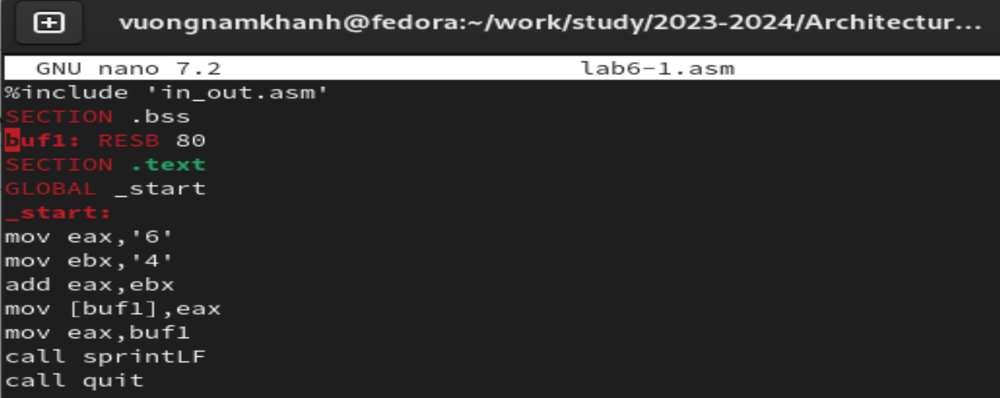 vuongnamkhanh@fedora:~/work/study/2023-2024/Architectur...
GNU nano 7.2 lab6-1.asm
%include 'in_out.asm'
SECTION .bss
buf1: RESB 80
SECTION .text
GLOBAL _start
_start:
mov eax,'6'
mov ebx,'4'
add eax,ebx
mov [buf1],eax
mov eax,buf1
call sprintLF
call quit